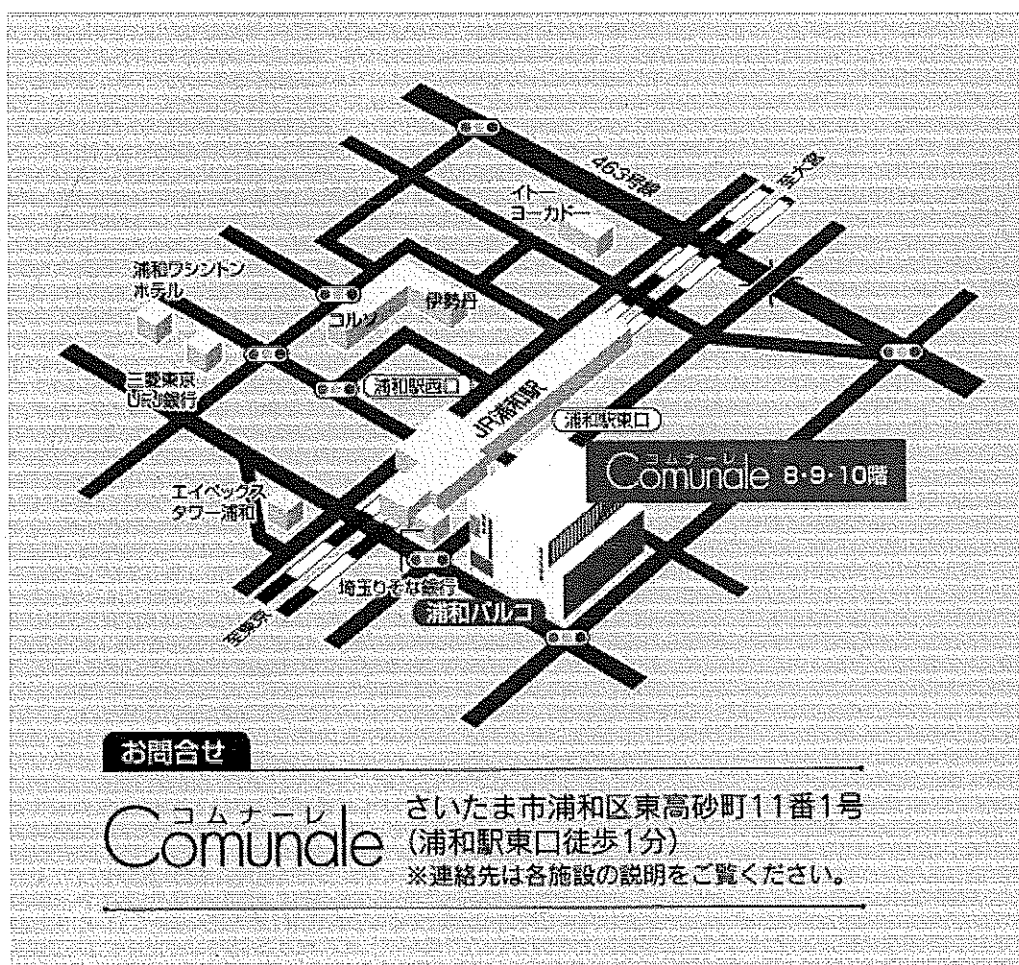 463号線
至大宮
イトー
ヨーカドー
浦和ワシントン
ホテル
伊勢丹
コルソ
三菱東京
UFJ銀行
浦和駅西口
JR浦和駅
浦和駅東口
コムナーレ
Comunale 8・9・10階
エイペックス
タワー浦和
埼玉りそな銀行
浦和パルコ
至東京
お問合せ
コムナーレ
Comunale
さいたま市浦和区東高砂町11番1号
(浦和駅東口徒歩1分)
※連絡先は各施設の説明をご覧ください。